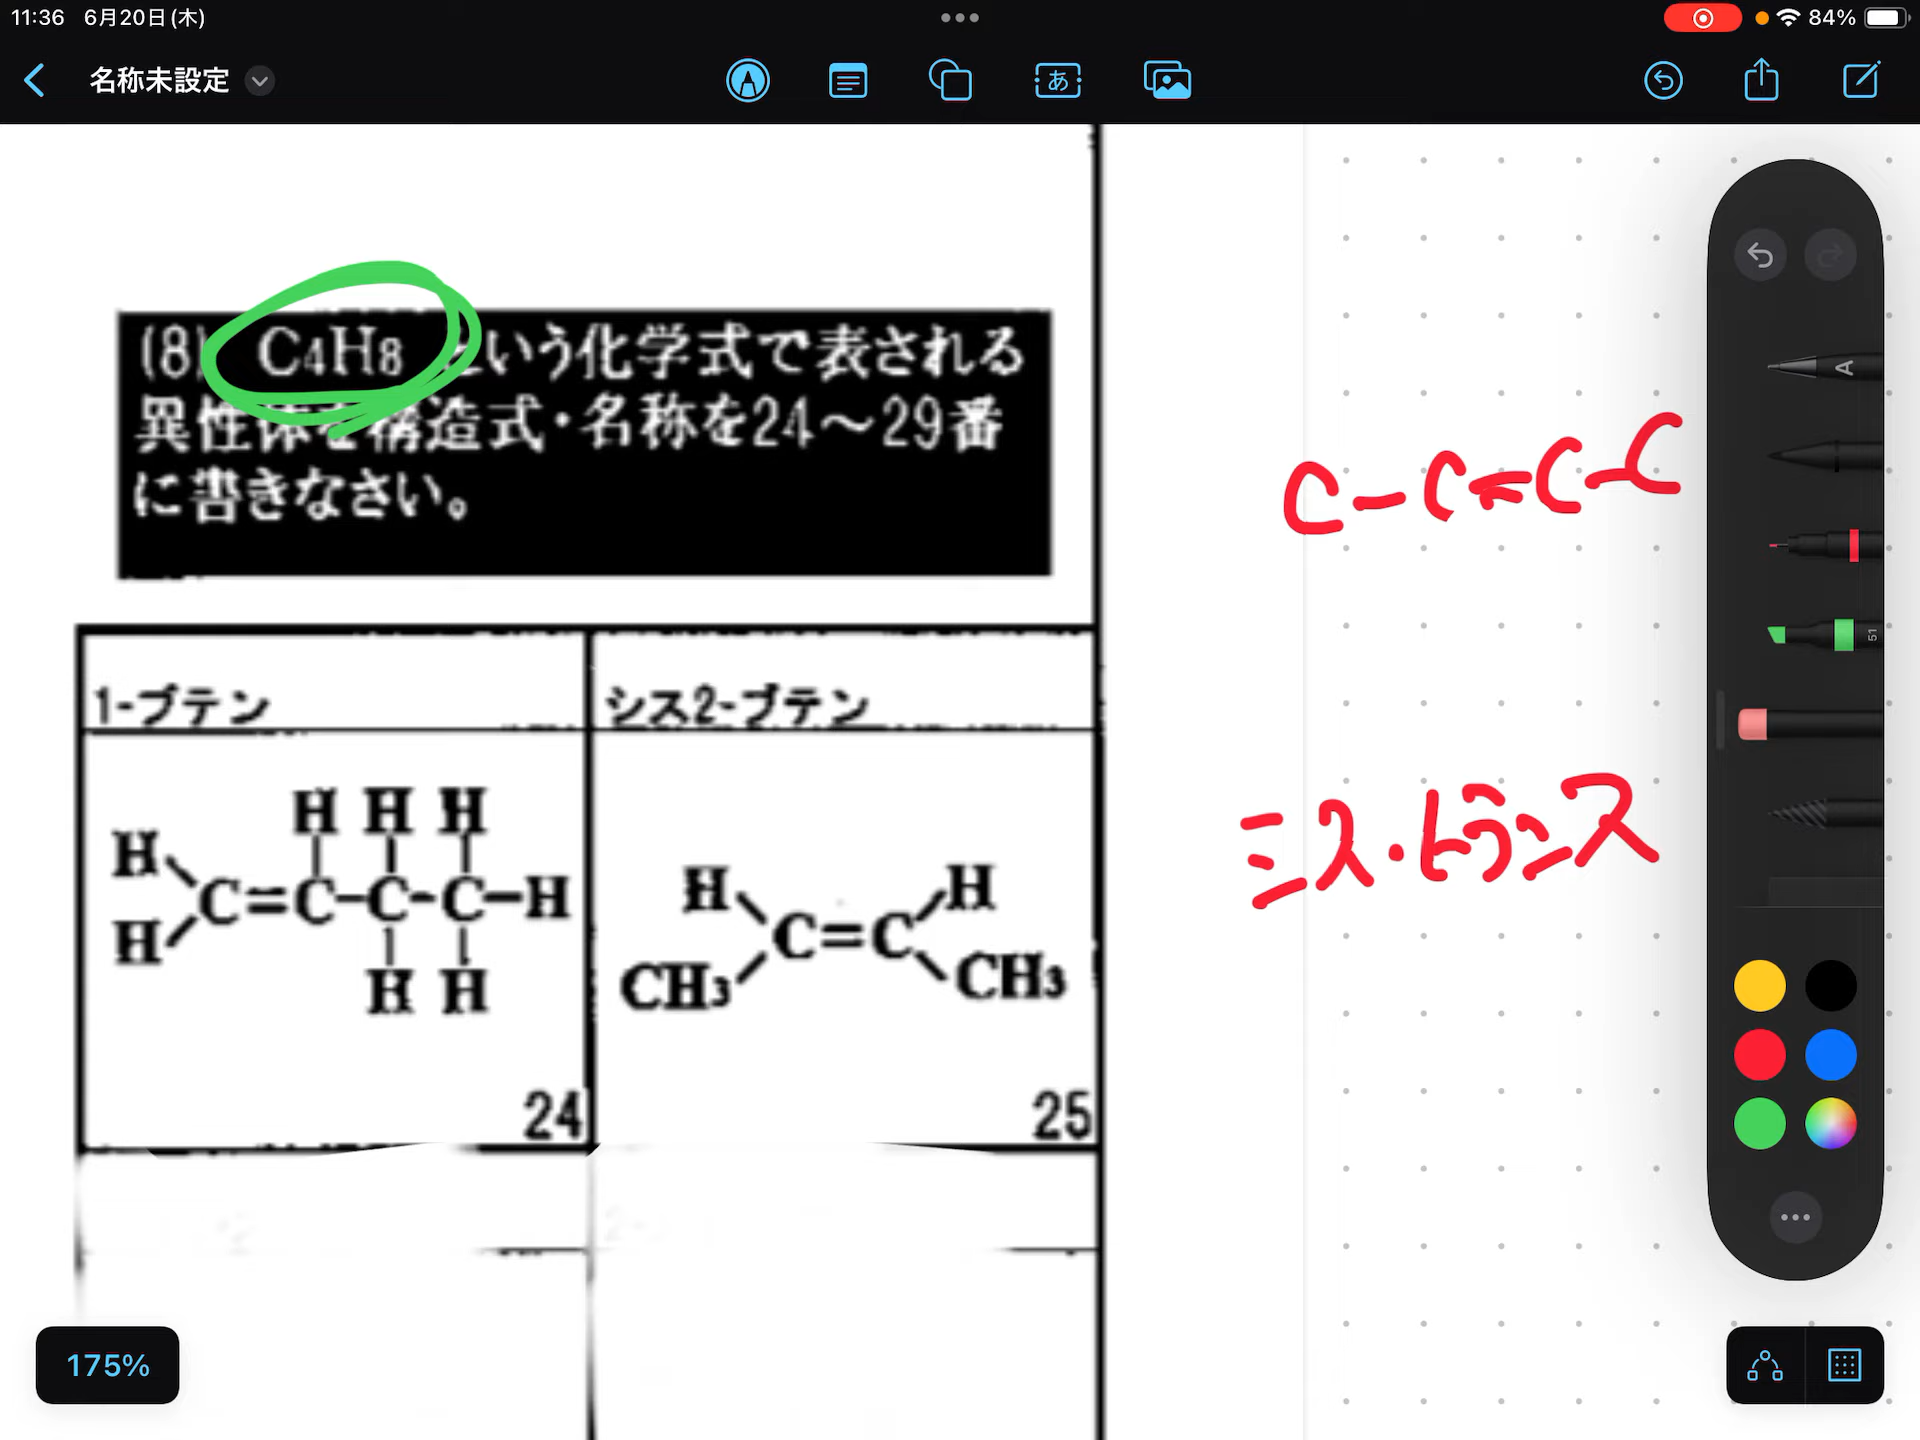 11:36 6月20日(木)
84%
名称未設定
あ
(8) C4H8 という化学式で表される
異性体を構造式・名称を24～29番
に書きなさい。
C-C=C-C
シス・トランス
1-ブテン
シス2-ブテン
H H H
H
C=C-C-C-H
H
H H
H H
C=C
CH3 CH3
24
25
A
51
175%